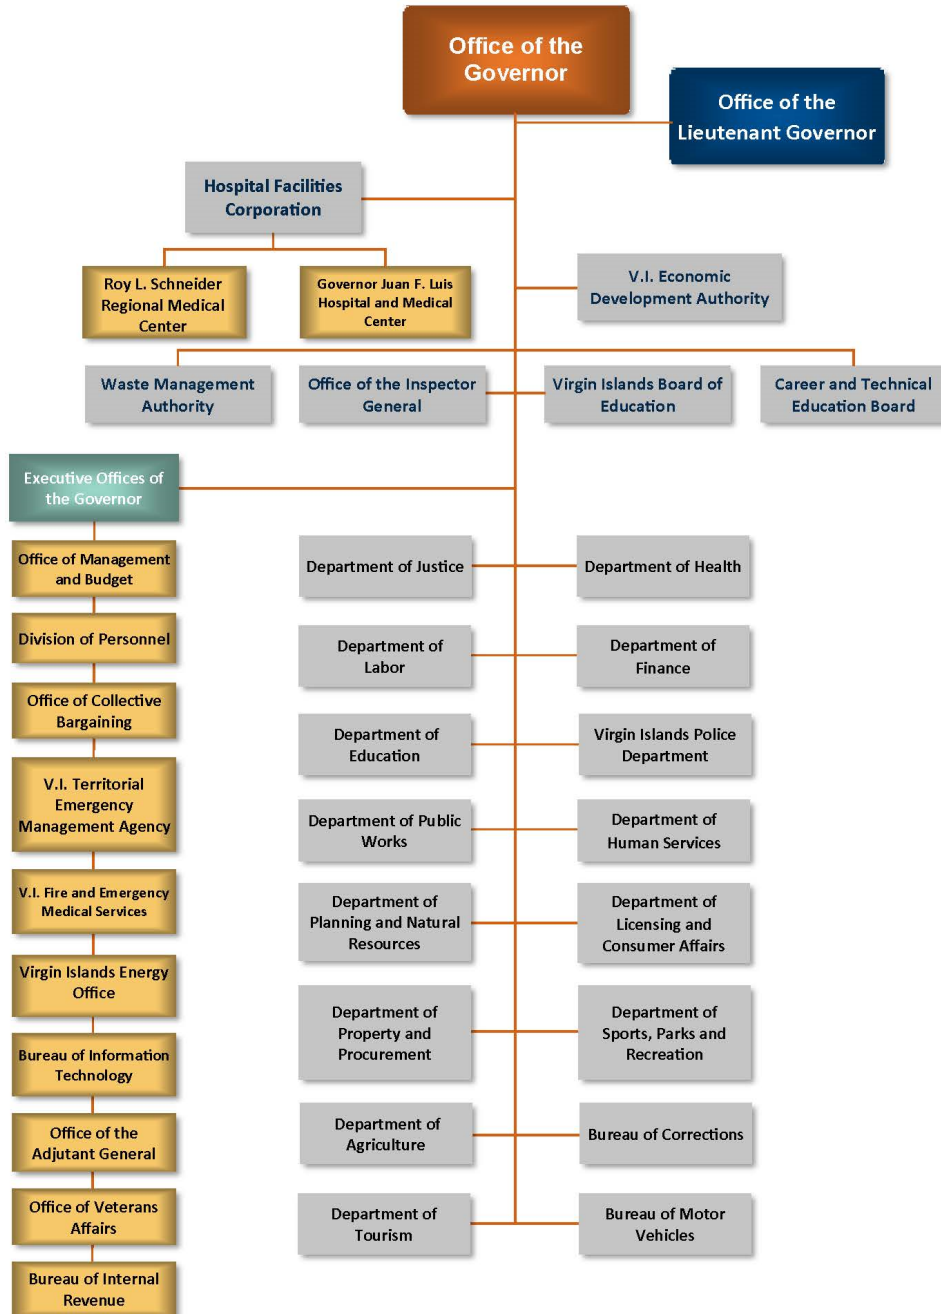 Office of the
Governor
Office of the
Lieutenant Governor
Hospital Facilities
Corporation
Roy L. Schneider
Regional Medical
Center
Governor Juan F. Luis
Hospital and Medical
Center
V.I. Economic
Development Authority
Waste Management
Authority
Office of the Inspector
General
Virgin Islands Board of
Education
Career and Technical
Education Board
Executive Offices of
the Governor
Office of Management
and Budget
Division of Personnel
Office of Collective
Bargaining
V.I. Territorial
Emergency
Management Agency
V.I. Fire and Emergency
Medical Services
Virgin Islands Energy
Office
Bureau of Information
Technology
Office of the
Adjutant General
Office of Veterans
Affairs
Bureau of Internal
Revenue
Department of Justice
Department of Health
Department of
Labor
Department of
Finance
Department of
Education
Virgin Islands Police
Department
Department of Public
Works
Department of
Human Services
Department of
Planning and Natural
Resources
Department of
Licensing and
Consumer Affairs
Department of
Property and
Procurement
Department of
Sports, Parks and
Recreation
Department of
Agriculture
Bureau of Corrections
Department of
Tourism
Bureau of Motor
Vehicles